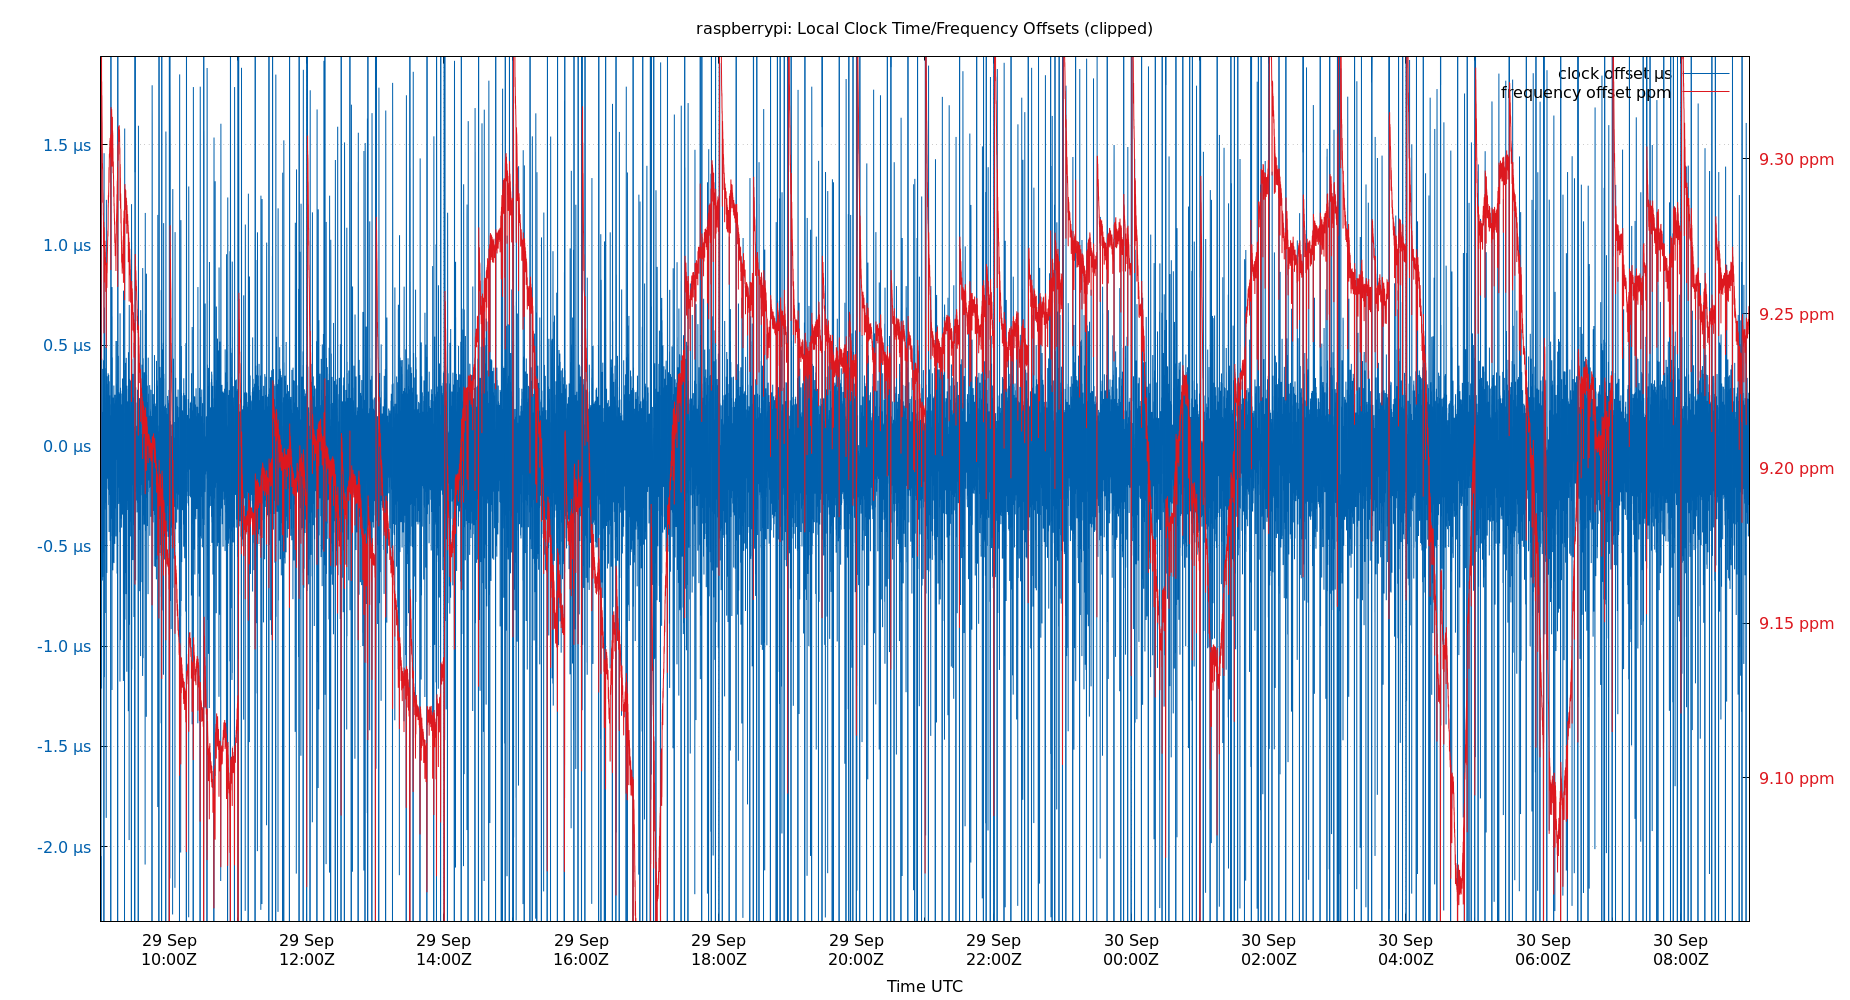 raspberrypi: Local Clock Time/Frequency Offsets (clipped)
clock offset µs
frequency offset ppm
1.5 µs
1.0 µs
0.5 µs
0.0 µs
-0.5 µs
-1.0 µs
-1.5 µs
-2.0 µs
9.30 ppm
9.25 ppm
9.20 ppm
9.15 ppm
9.10 ppm
29 Sep 29 Sep 29 Sep 29 Sep 29 Sep 29 Sep 29 Sep 30 Sep 30 Sep 30 Sep 30 Sep 30 Sep
10:00Z 12:00Z 14:00Z 16:00Z 18:00Z 20:00Z 22:00Z 00:00Z 02:00Z 04:00Z 06:00Z 08:00Z
Time UTC